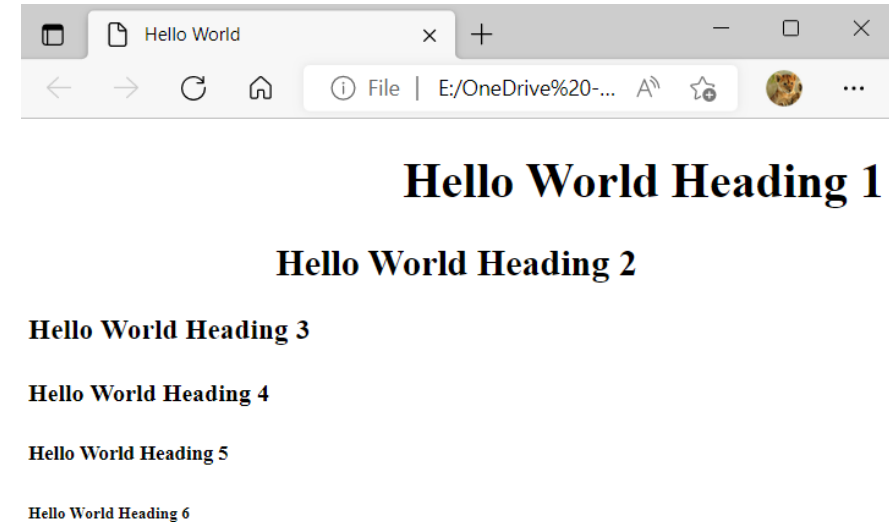 Hello World
File | E:/OneDrive%20-...
Hello World Heading 1
Hello World Heading 2
Hello World Heading 3
Hello World Heading 4
Hello World Heading 5
Hello World Heading 6